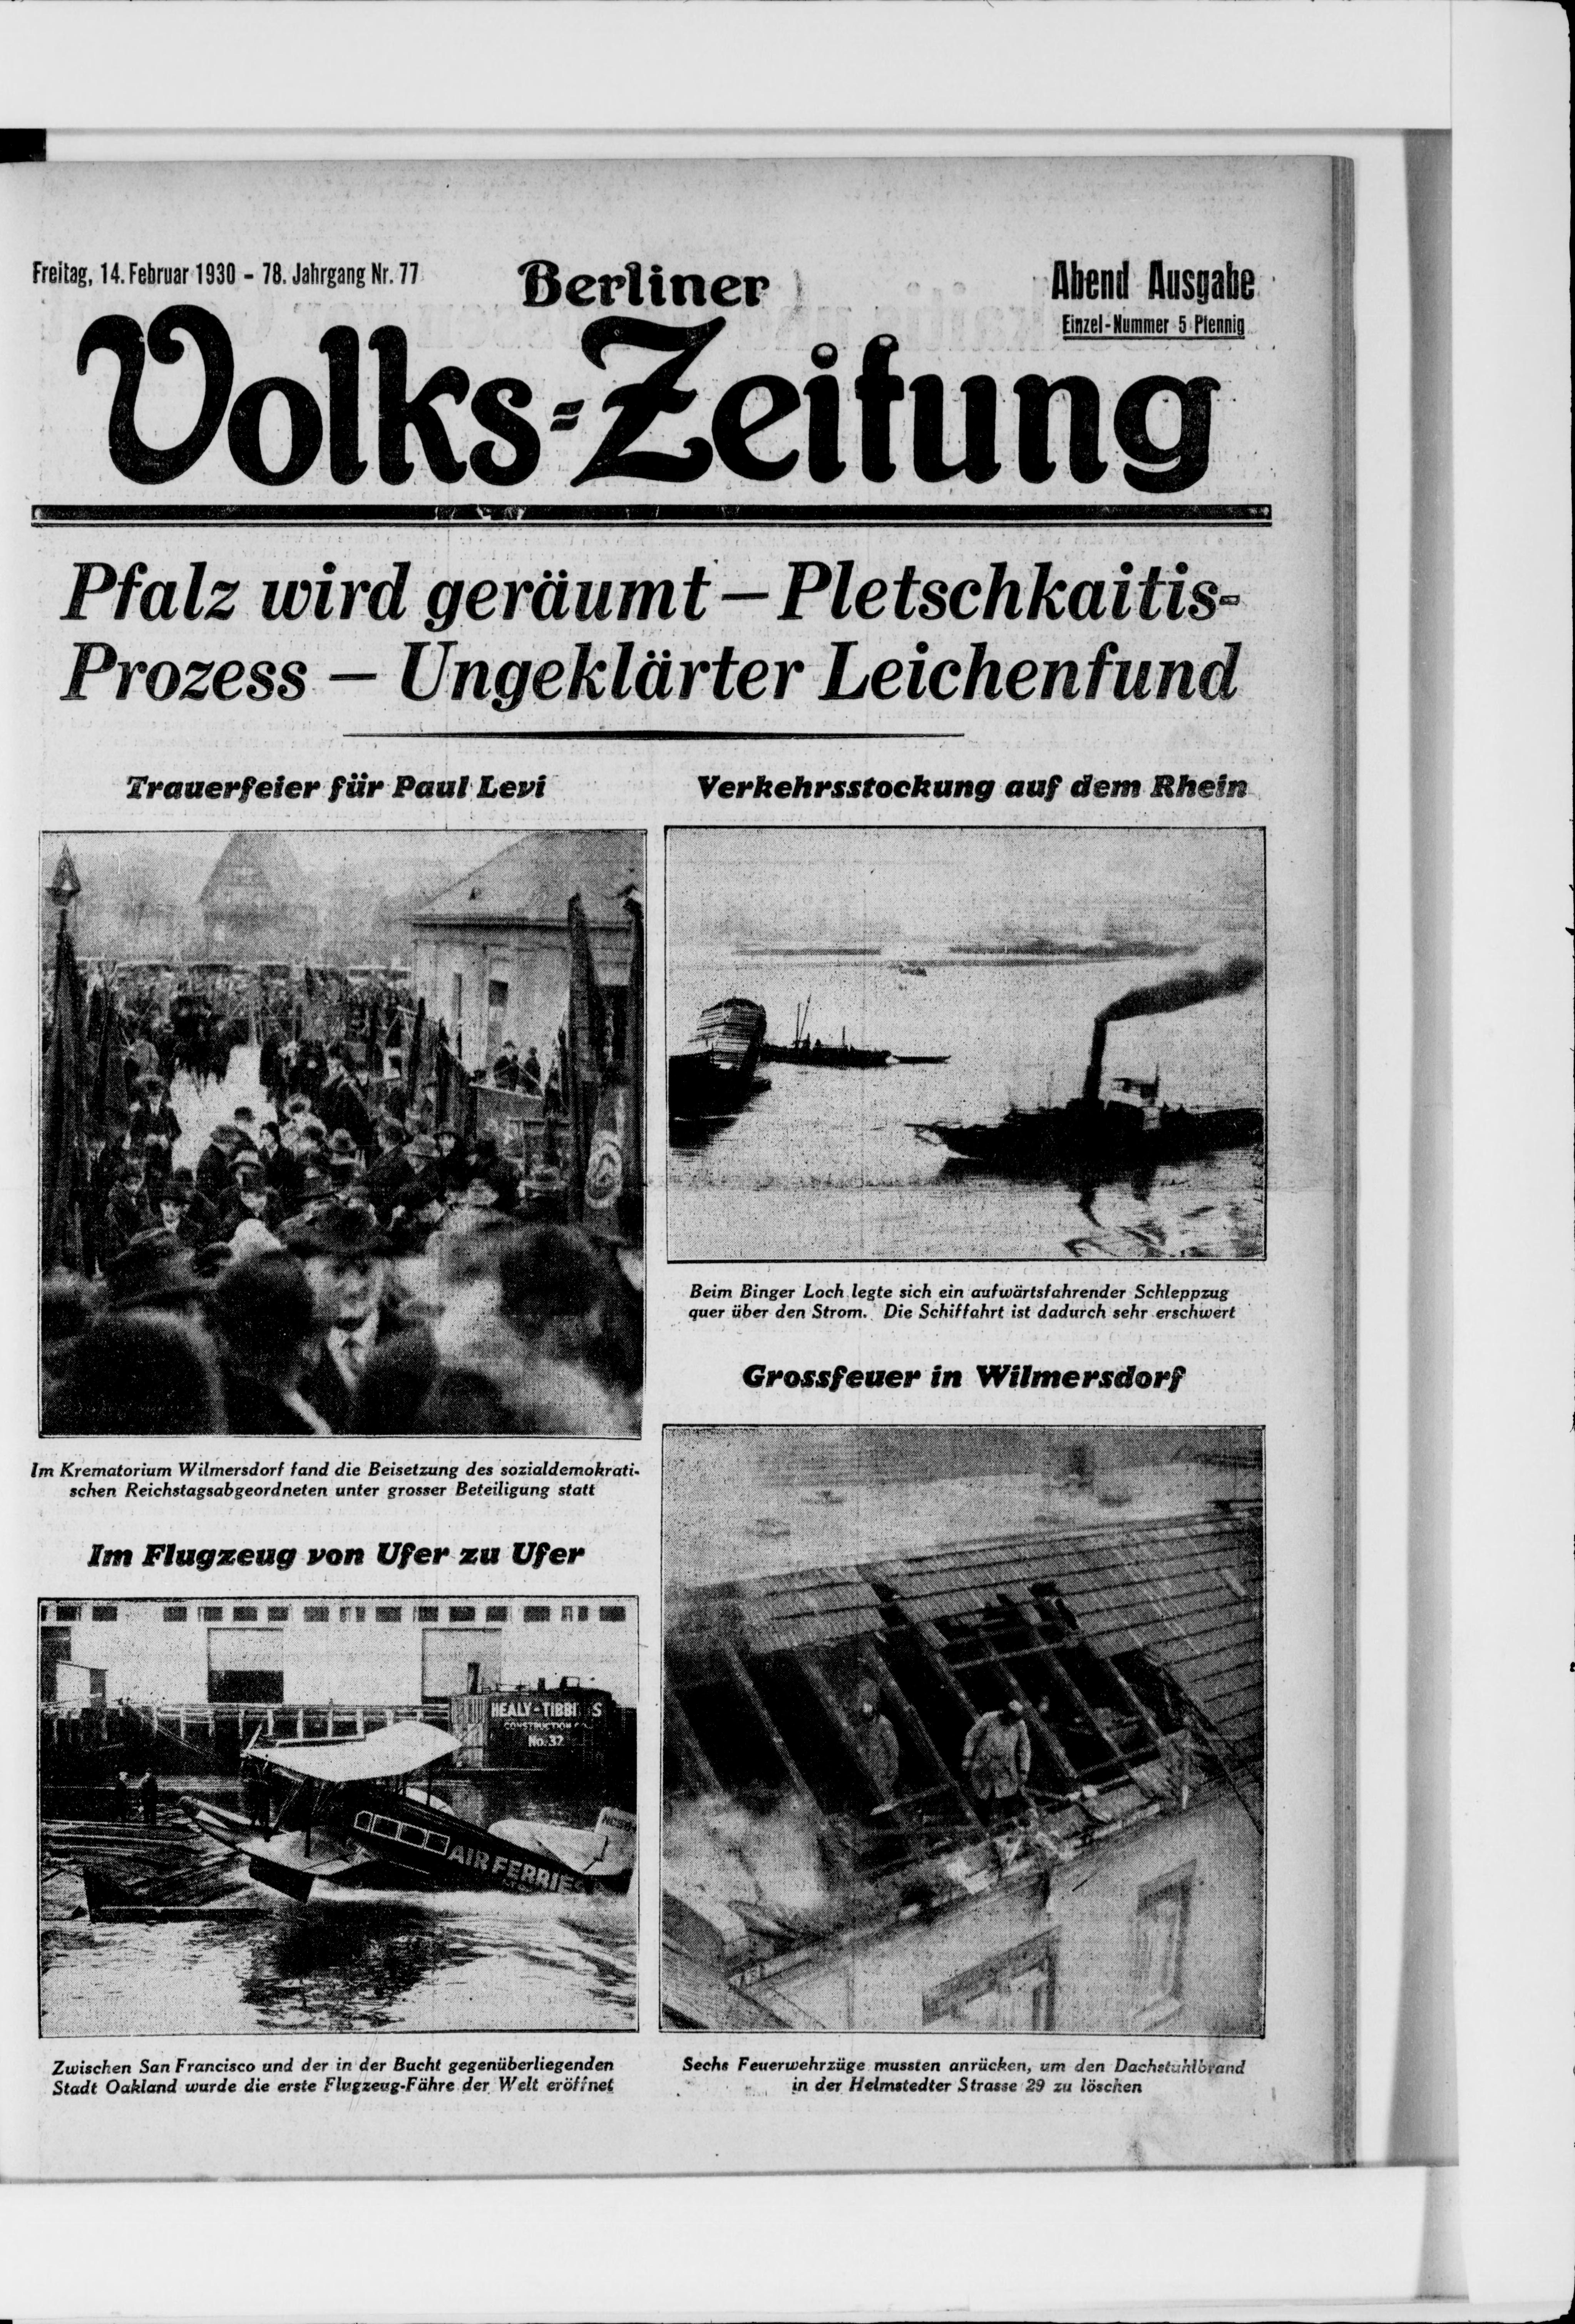 Freitag, 14. Februar 1930 – 78. Jahrgang Nr. 77
Berliner
Abend Ausgabe
Einzel-Nummer 5 Pfennig
Volks-Zeitung
Pfalz wird geräumt – Pletschkaitis-
Prozess – Ungeklärter Leichenfund
Trauerfeier für Paul Levi
Im Krematorium Wilmersdorf fand die Beisetzung des sozialdemokrati-
schen Reichstagsabgeordneten unter grosser Beteiligung statt
Im Flugzeug von Ufer zu Ufer
HEALY-TIBBI S
CONSTRUCTION
No. 32
AIR FERRIES
Zwischen San Francisco und der in der Bucht gegenüberliegenden
Stadt Oakland wurde die erste Flugzeug-Fähre der Welt eröffnet
Verkehrsstockung auf dem Rhein
Beim Binger Loch legte sich ein aufwärtsfahrender Schleppzug
quer über den Strom. Die Schiffahrt ist dadurch sehr erschwert
Grossfeuer in Wilmersdorf
Sechs Feuerwehrzüge mussten anrücken, um den Dachstuhlbrand
in der Helmstedter Strasse 29 zu löschen